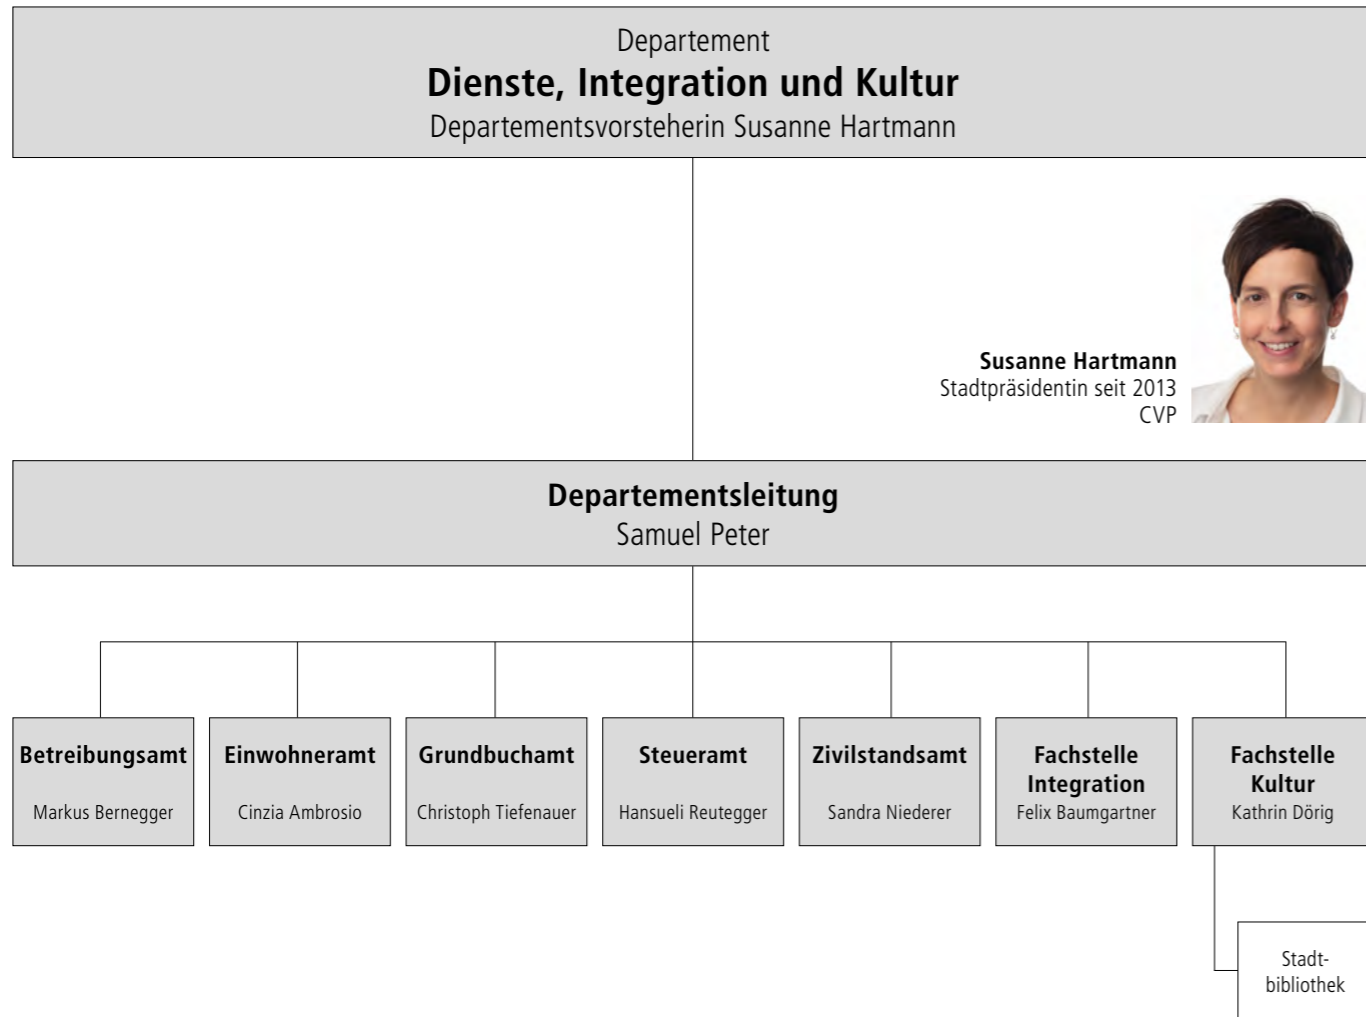 Departement
Dienste, Integration und Kultur
Departementsvorsteherin Susanne Hartmann
Susanne Hartmann
Stadtpräsidentin seit 2013
CVP
Departementsleitung
Samuel Peter
Betreibungsamt
Markus Bernegger
Einwohneramt
Cinzia Ambrosio
Grundbuchamt
Christoph Tiefenauer
Steueramt
Hansueli Reutegger
Zivilstandsamt
Sandra Niederer
Fachstelle
Integration
Felix Baumgartner
Fachstelle
Kultur
Kathrin Dörig
Stadt-
bibliothek